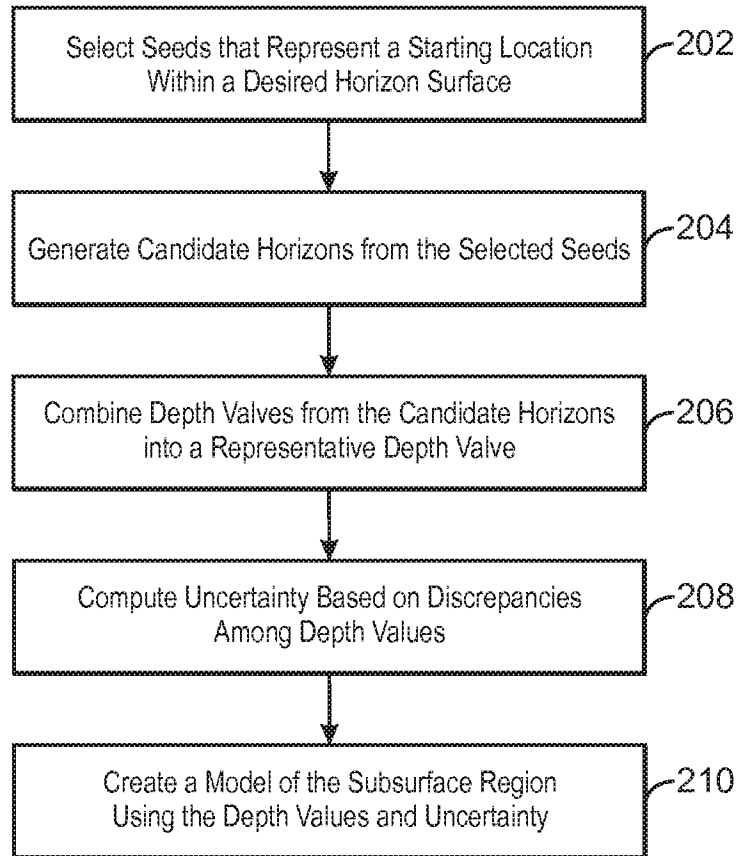 Select Seeds that Represent a Starting Location
Within a Desired Horizon Surface
202
Generate Candidate Horizons from the Selected Seeds
204
Combine Depth Valves from the Candidate Horizons
into a Representative Depth Valve
206
Compute Uncertainty Based on Discrepancies
Among Depth Values
208
Create a Model of the Subsurface Region
Using the Depth Values and Uncertainty
210